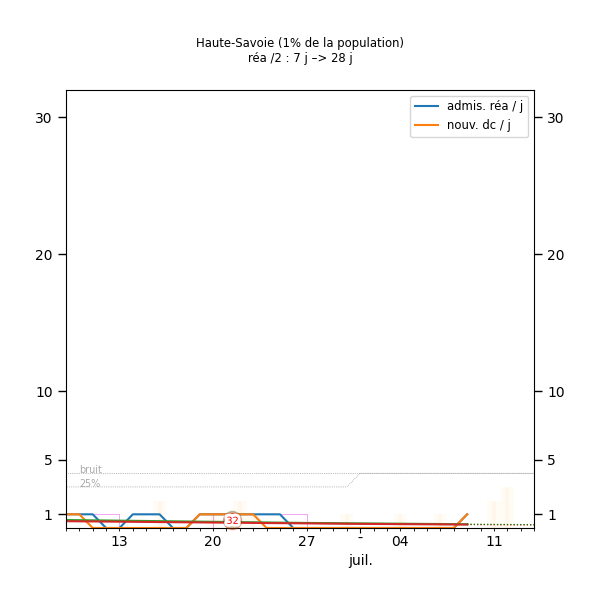 Haute-Savoie (1% de la population)
réa /2 : 7 j –> 28 j
admis. réa / j
nouv. dc / j
30 30
20 20
10 10
5 5
bruit
25%
1 32 1
13 20 27 - 04 11
juil.